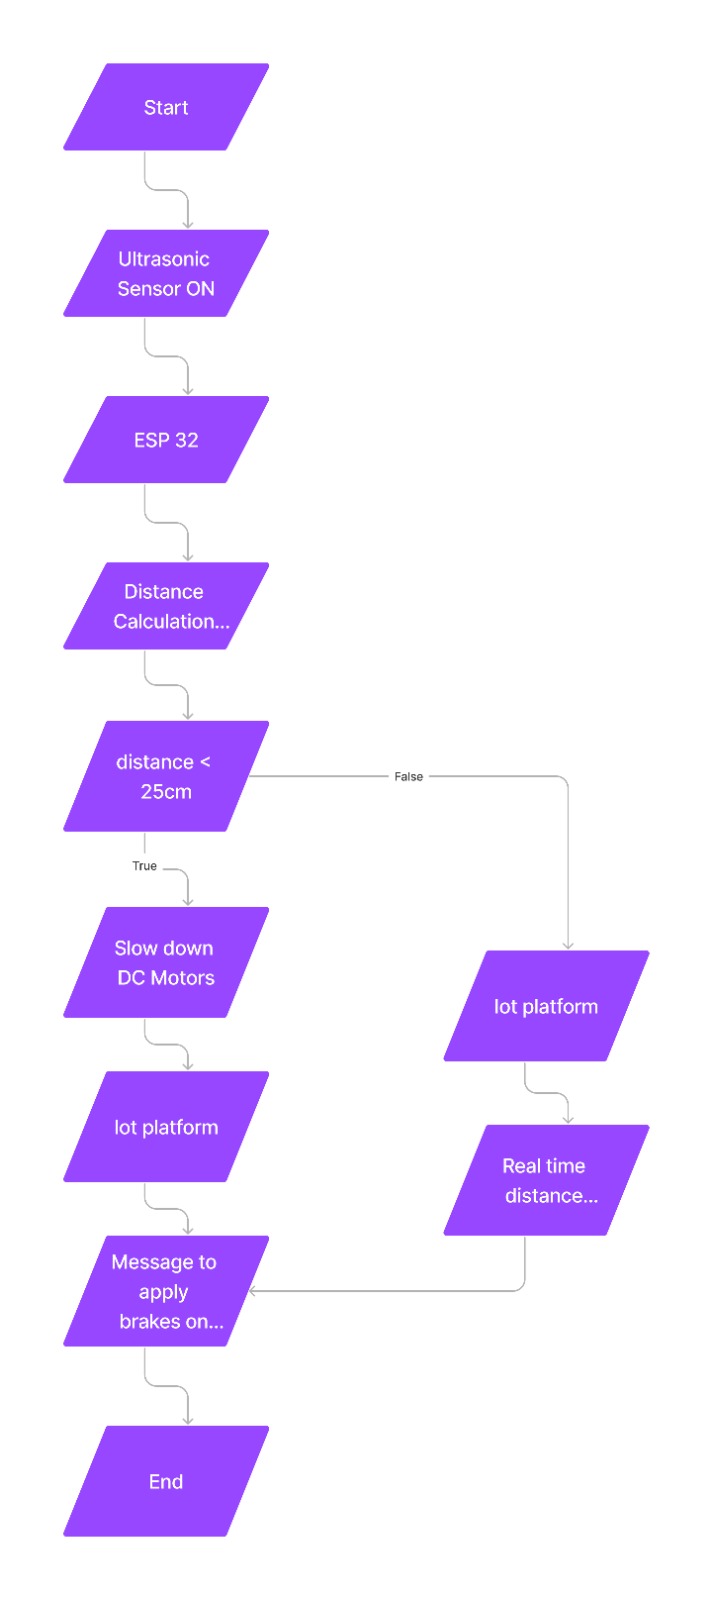 Start
Ultrasonic
Sensor ON
ESP 32
Distance
Calculation...
distance <
25cm
False
True
Slow down
DC Motors
Iot platform
Iot platform
Real time
distance...
Message to
apply
brakes on...
End